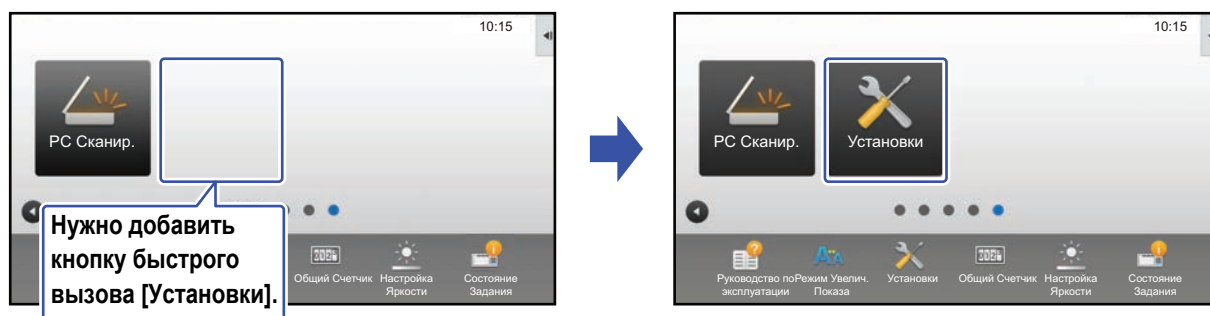 10:15
PC Сканир.
Нужно добавить
кнопку быстрого
вызова [Установки].
Общий Счетчик
Настройка
Яркости
Состояние
Задания
10:15
PC Сканир.
Установки
Руководство по
эксплуатации
Режим Увелич.
Показа
Установки
Общий Счетчик
Настройка
Яркости
Состояние
Задания